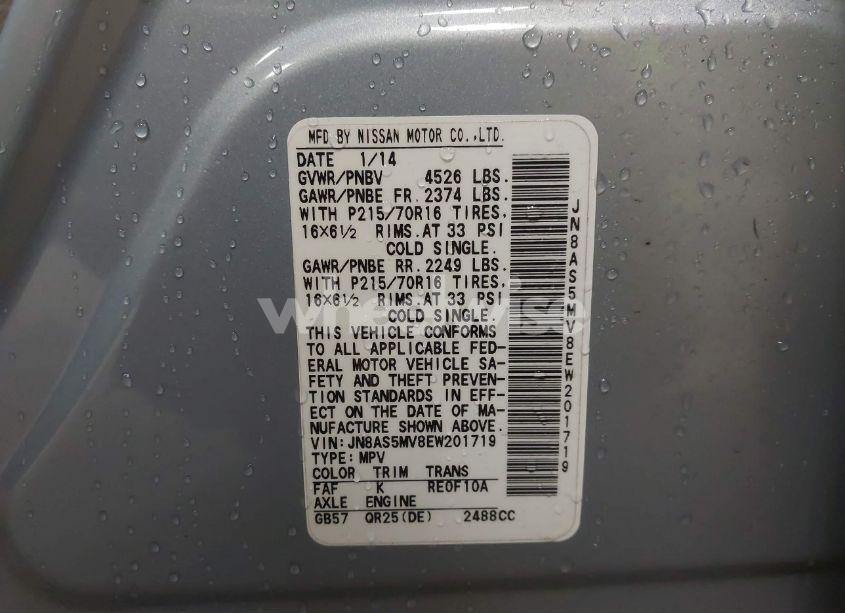 MFD BY NISSAN MOTOR CO.,LTD.
DATE 1/14
GVWR/PNBV 4526 LBS.
GAWR/PNBE FR. 2374 LBS.
WITH P215/70R16 TIRES,
16×6½ RIMS.AT 33 PSI
COLD SINGLE.
GAWR/PNBE RR. 2249 LBS.
WITH P215/70R16 TIRES,
16×6½ RIMS.AT 33 PSI
COLD SINGLE.
THIS VEHICLE CONFORMS
TO ALL APPLICABLE FED-
ERAL MOTOR VEHICLE SA-
FETY AND THEFT PREVEN-
TION STANDARDS IN EFF-
ECT ON THE DATE OF MA-
NUFACTURE SHOWN ABOVE.
VIN:JN8AS5MV8EW201719
TYPE:MPV
COLOR TRIM TRANS
FAF K RE0F10A
AXLE ENGINE
GB57 QR25(DE) 2488CC
JN8AS5MV8EW201719